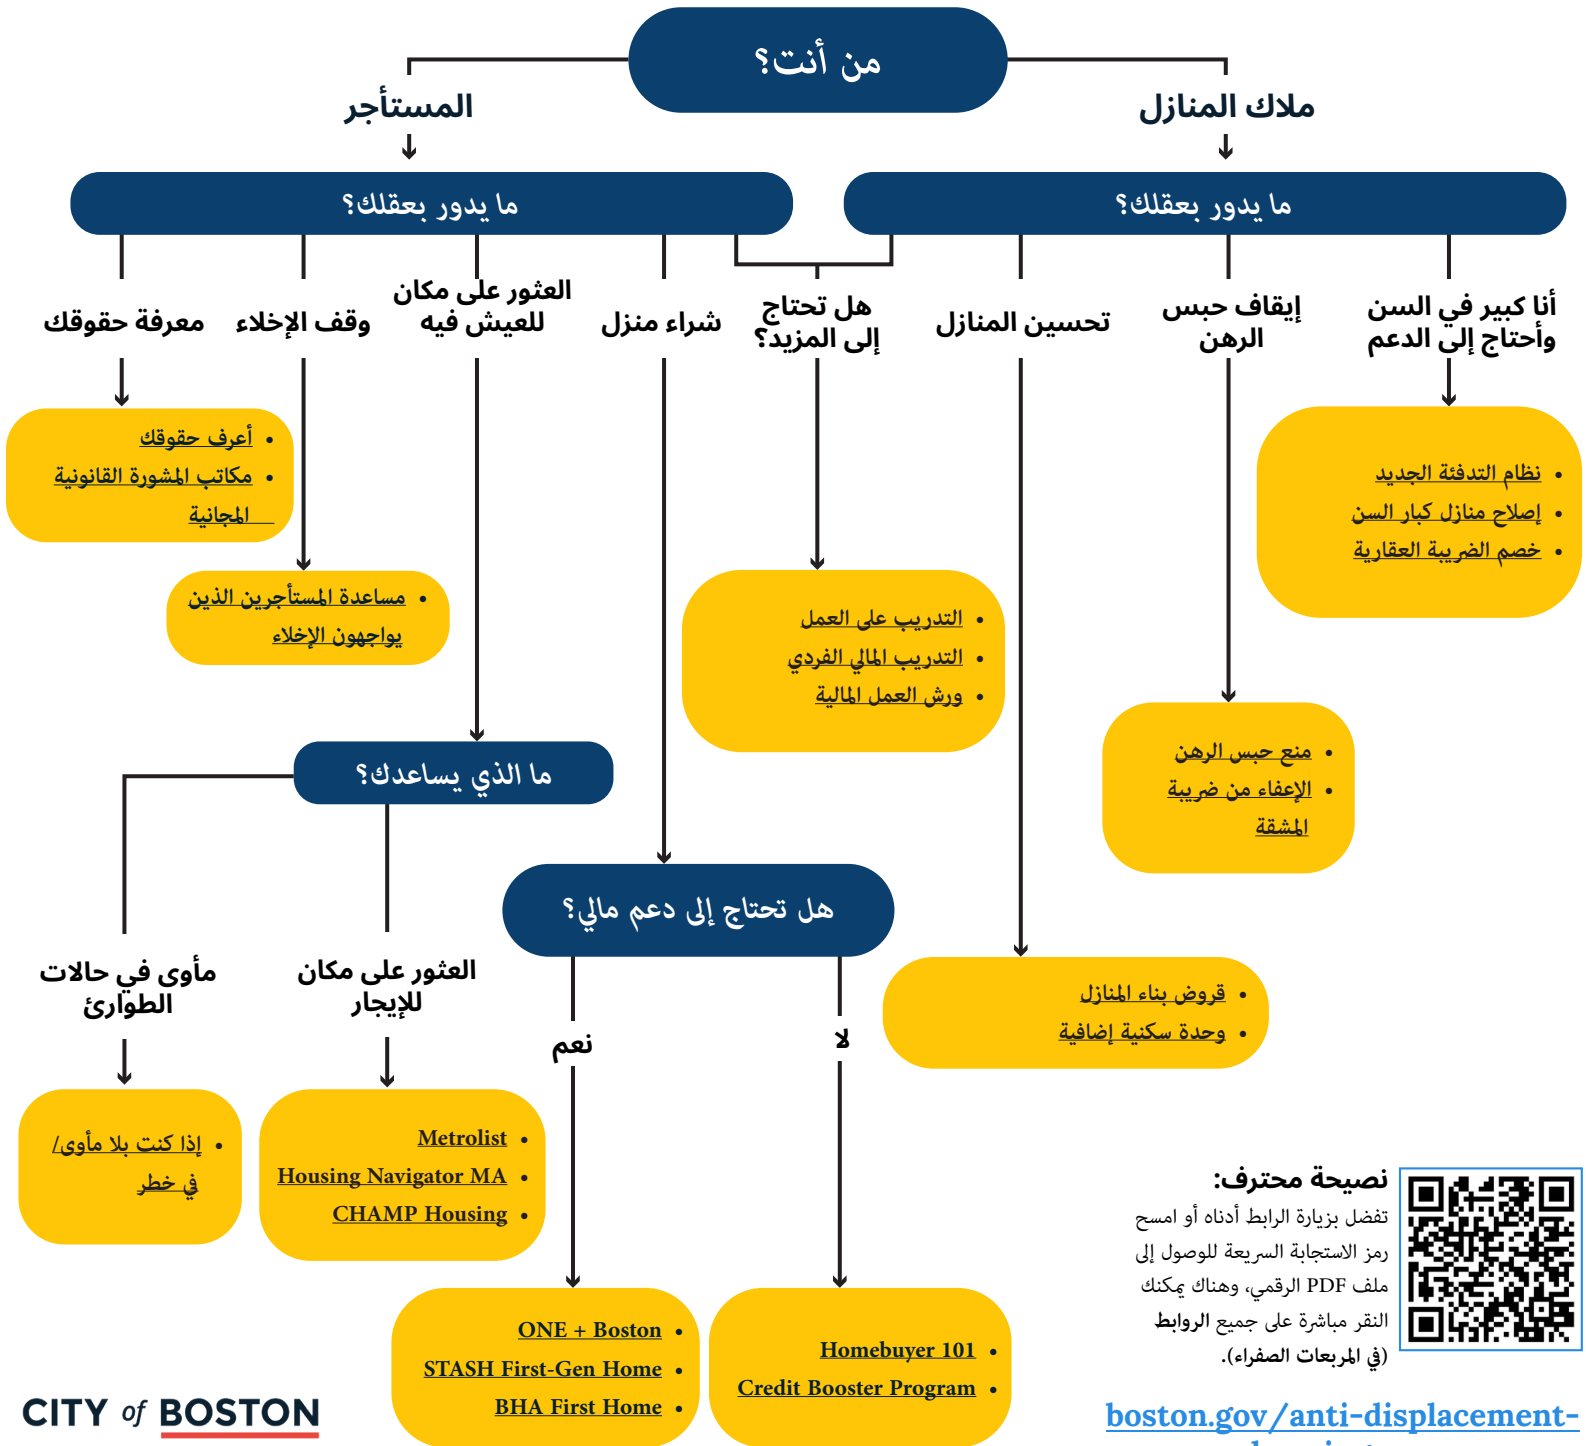 من أنت؟
ملاك المنازل
المستأجر
ما يدور بعقلك؟
ما يدور بعقلك؟
أنا كبير في السن
وأحتاج إلى الدعم
إيقاف حبس
الرهن
تحسين المنازل
هل تحتاج
إلى المزيد؟
شراء منزل
العثور على مكان
للعيش فيه
وقف الإخلاء
معرفة حقوقك
• نظام التدفئة الجديد
• إصلاح منازل كبار السن
• خصم الضريبة العقارية
• أعرف حقوقك
• مكاتب المشورة القانونية
المجانية
• مساعدة المستأجرين الذين
يواجهون الإخلاء
• التدريب على العمل
• التدريب المالي الفردي
• ورش العمل المالية
• منع حبس الرهن
• الإعفاء من ضريبة
المشقة
ما الذي يساعدك؟
هل تحتاج إلى دعم مالي؟
• قروض بناء المنازل
• وحدة سكنية إضافية
العثور على مكان
للإيجار
مأوى في حالات
الطوارئ
لا
نعم
• Metrolist
• Housing Navigator MA
• CHAMP Housing
• إذا كنت بلا مأوى/
في خطر
• Homebuyer 101
• Credit Booster Program
• ONE + Boston
• STASH First-Gen Home
• BHA First Home
نصيحة محترف:
تفضل بزيارة الرابط أدناه أو امسح
رمز الاستجابة السريعة للوصول إلى
ملف PDF الرقمي، وهناك يمكنك
النقر مباشرة على جميع الروابط
(في المربعات الصفراء).
boston.gov/anti-displacement-
CITY of BOSTON